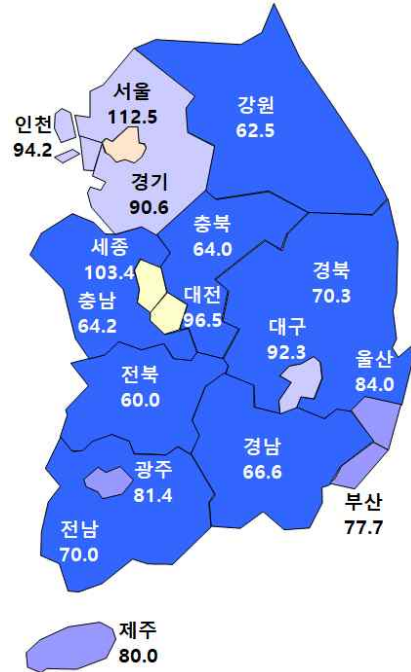 서울
112.5
강원
62.5
인천
94.2
경기
90.6
충북
64.0
세종
103.4
충남
64.2
대전
96.5
경북
70.3
대구
92.3
울산
84.0
전북
60.0
경남
66.6
광주
81.4
부산
77.7
전남
70.0
제주
80.0